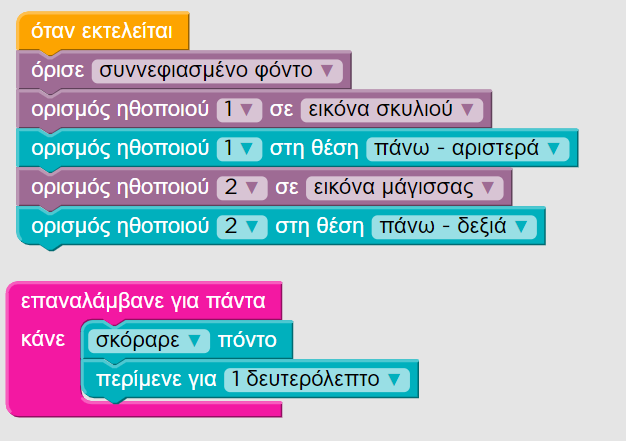 όταν εκτελείται
όρισε συννεφιασμένο φόντο
ορισμός ηθοποιού 1 σε εικόνα σκυλιού
ορισμός ηθοποιού 1 στη θέση πάνω - αριστερά
ορισμός ηθοποιού 2 σε εικόνα μάγισσας
ορισμός ηθοποιού 2 στη θέση πάνω - δεξιά
επαναλάμβανε για πάντα
κάνε σκόραρε πόντο
περίμενε για 1 δευτερόλεπτο